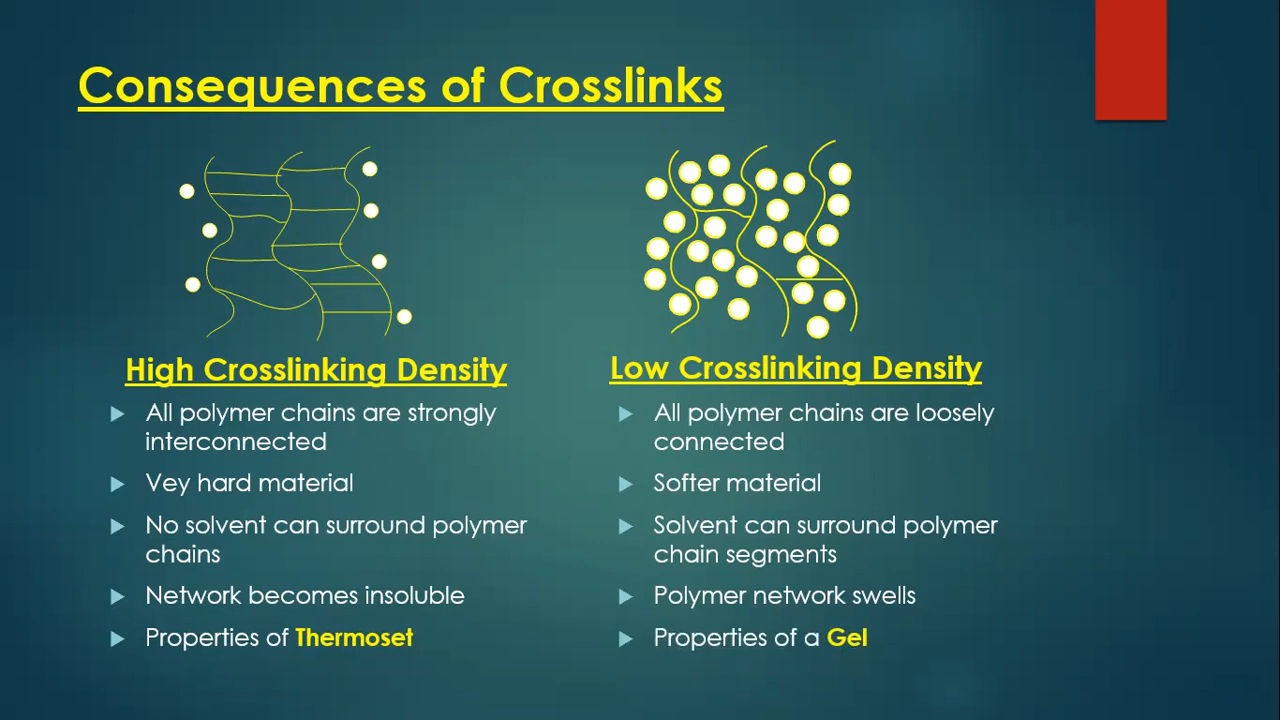 Consequences of Crosslinks
High Crosslinking Density
All polymer chains are strongly
interconnected
Vey hard material
No solvent can surround polymer
chains
Network becomes insoluble
Properties of Thermoset
Low Crosslinking Density
All polymer chains are loosely
connected
Softer material
Solvent can surround polymer
chain segments
Polymer network swells
Properties of a Gel